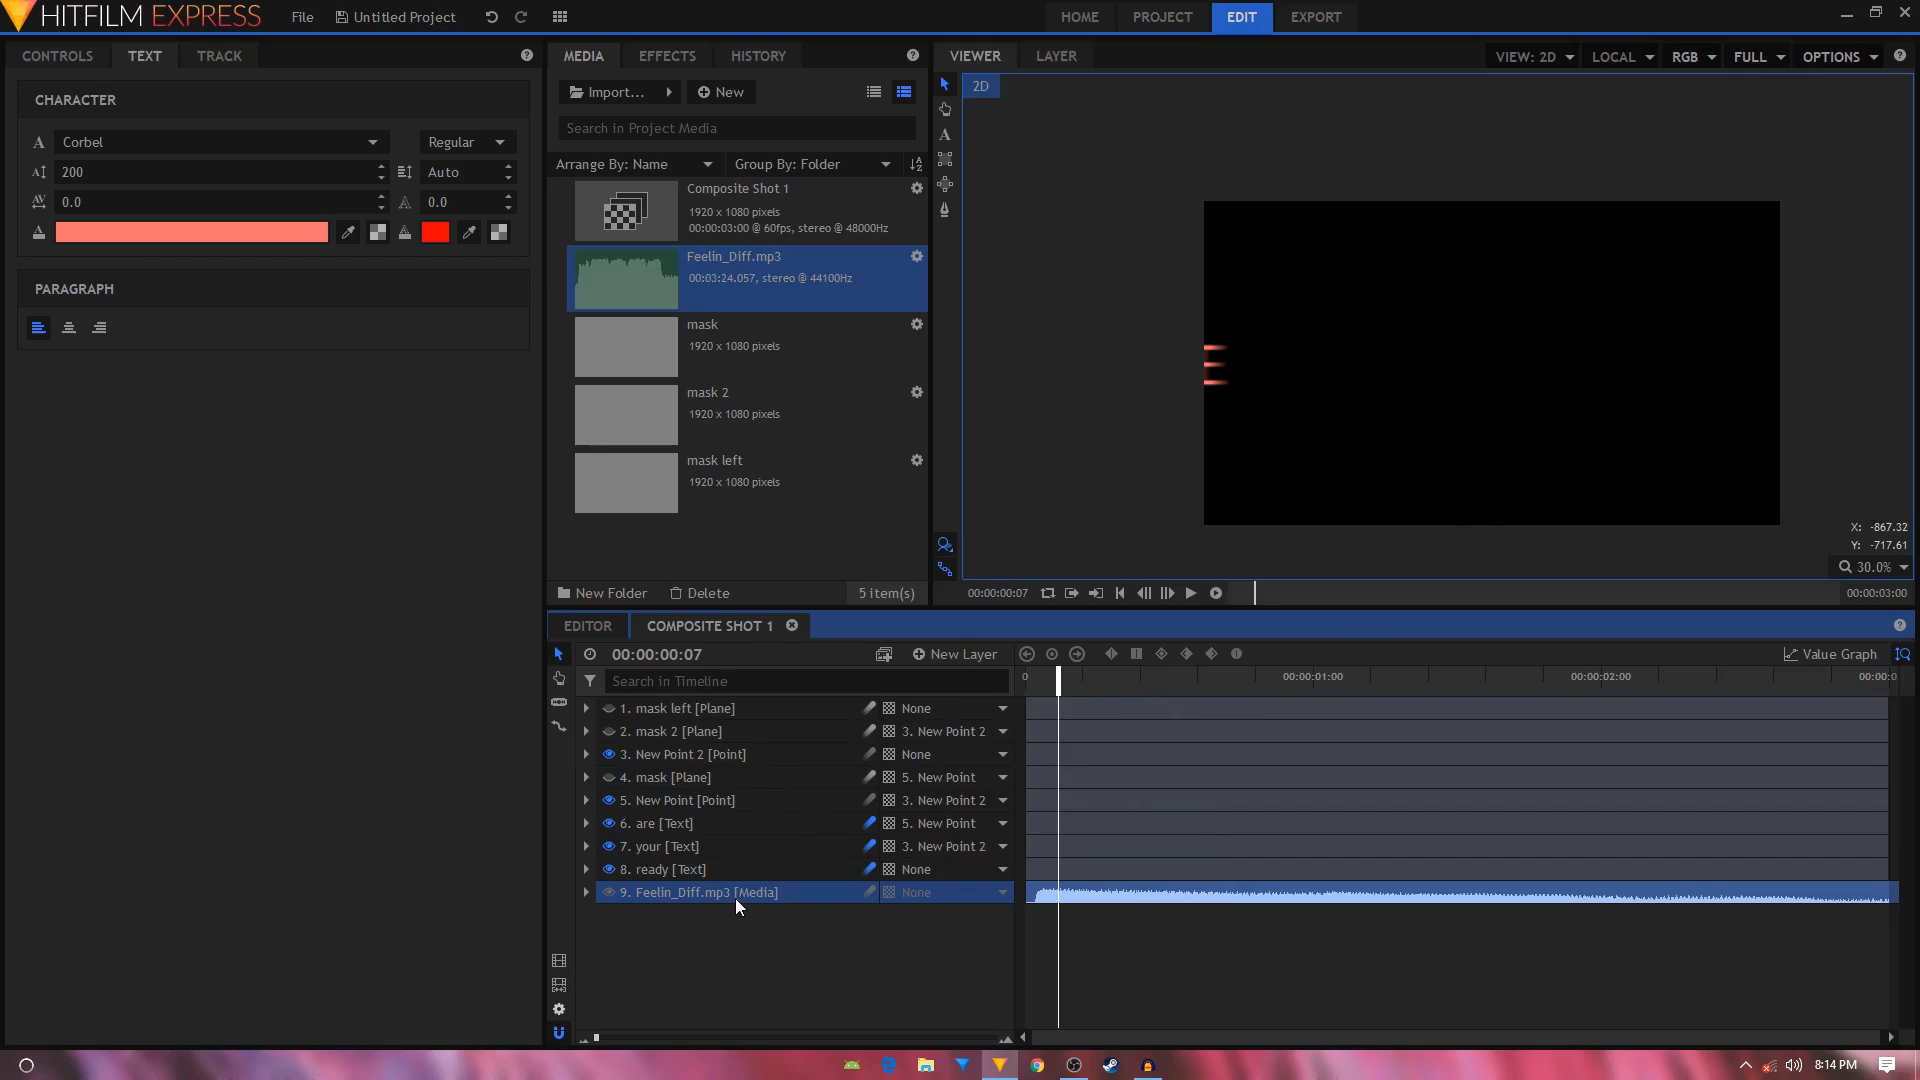 HITFILM EXPRESS
File
Untitled Project
HOME
PROJECT
EDIT
EXPORT
CONTROLS
TEXT
TRACK
CHARACTER
Corbel
Regular
200
Auto
0.0
0.0
PARAGRAPH
MEDIA
EFFECTS
HISTORY
Import...
New
Search in Project Media
Arrange By: Name
Group By: Folder
Composite Shot 1
1920 x 1080 pixels
00:00:03:00 @ 60fps, stereo @ 48000Hz
Feelin_Diff.mp3
00:03:24.057, stereo @ 44100Hz
mask
1920 x 1080 pixels
mask 2
1920 x 1080 pixels
mask left
1920 x 1080 pixels
New Folder
Delete
5 item(s)
VIEWER
LAYER
VIEW: 2D
LOCAL
RGB
FULL
OPTIONS
2D
X: -867.32
Y: -717.61
30.0%
00:00:00:07
00:00:03:00
EDITOR
COMPOSITE SHOT 1
00:00:00:07
New Layer
Value Graph
Search in Timeline
0
00:00:01:00
00:00:02:00
00:00:0
1. mask left [Plane]
None
2. mask 2 [Plane]
3. New Point 2
3. New Point 2 [Point]
None
4. mask [Plane]
5. New Point
5. New Point [Point]
3. New Point 2
6. are [Text]
5. New Point
7. your [Text]
3. New Point 2
8. ready [Text]
None
9. Feelin_Diff.mp3 [Media]
None
8:14 PM